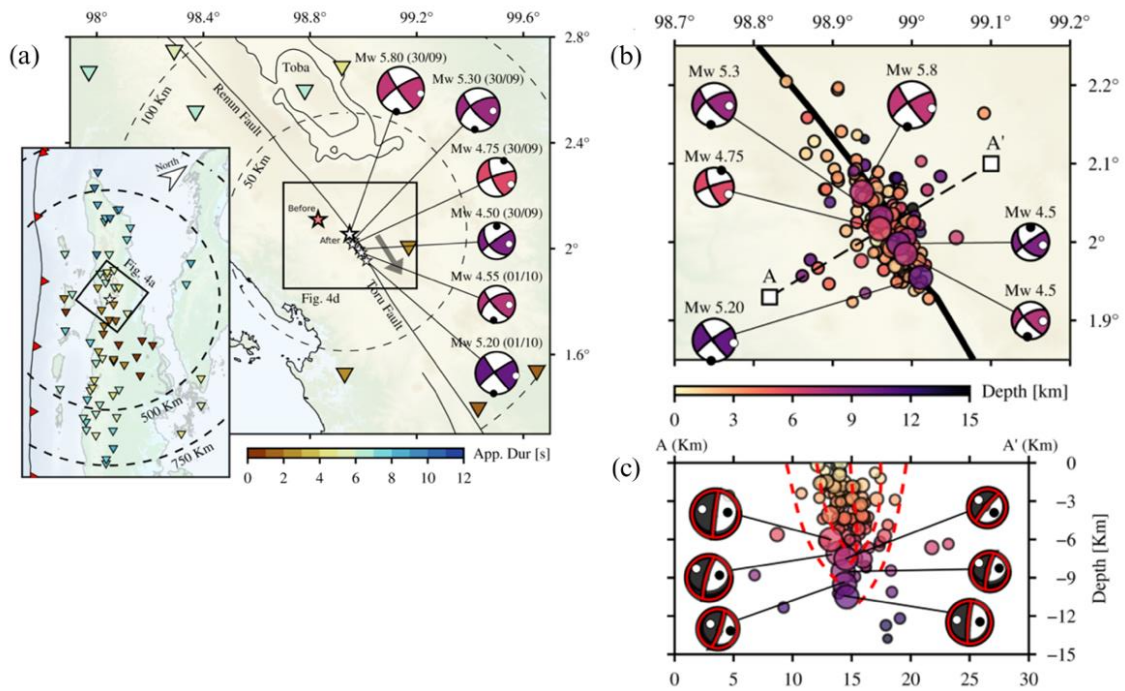 (a)
98° 98.4° 98.8° 99.2° 99.6°
2.8°
2.4°
2°
1.6°
100 Km
50 Km
Renun Fault
Toba
Toru Fault
Before
After
Fig. 4d
Mw 5.80 (30/09)
Mw 5.30 (30/09)
Mw 4.75 (30/09)
Mw 4.50 (30/09)
Mw 4.55 (01/10)
Mw 5.20 (01/10)
North
Fig. 4a
500 Km
750 Km
App. Dur [s]
0 2 4 6 8 10 12
(b)
98.7° 98.8° 98.9° 99° 99.1° 99.2°
2.2°
2.1°
2°
1.9°
Mw 5.3
Mw 5.8
Mw 4.75
Mw 4.5
Mw 5.20
Mw 4.5
A'
A
Depth [km]
0 3 6 9 12 15
(c)
A (Km)
A' (Km)
0
−3
−6
−9
−12
−15
Depth [Km]
0 5 10 15 20 25 30